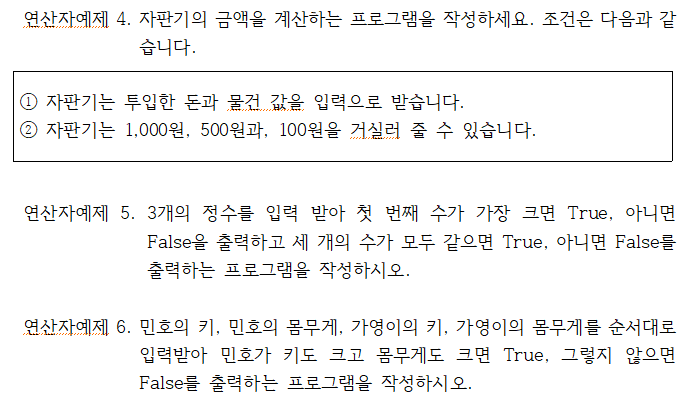 연산자예제 4. 자판기의 금액을 계산하는 프로그램을 작성하세요. 조건은 다음과 같
습니다.
① 자판기는 투입한 돈과 물건 값을 입력으로 받습니다.
② 자판기는 1,000원, 500원과, 100원을 거실러 줄 수 있습니다.
연산자예제 5. 3개의 정수를 입력 받아 첫 번째 수가 가장 크면 True, 아니면
False을 출력하고 세 개의 수가 모두 같으면 True, 아니면 False를
출력하는 프로그램을 작성하시오.
연산자예제 6. 민호의 키, 민호의 몸무게, 가영이의 키, 가영이의 몸무게를 순서대로
입력받아 민호가 키도 크고 몸무게도 크면 True, 그렇지 않으면
False를 출력하는 프로그램을 작성하시오.